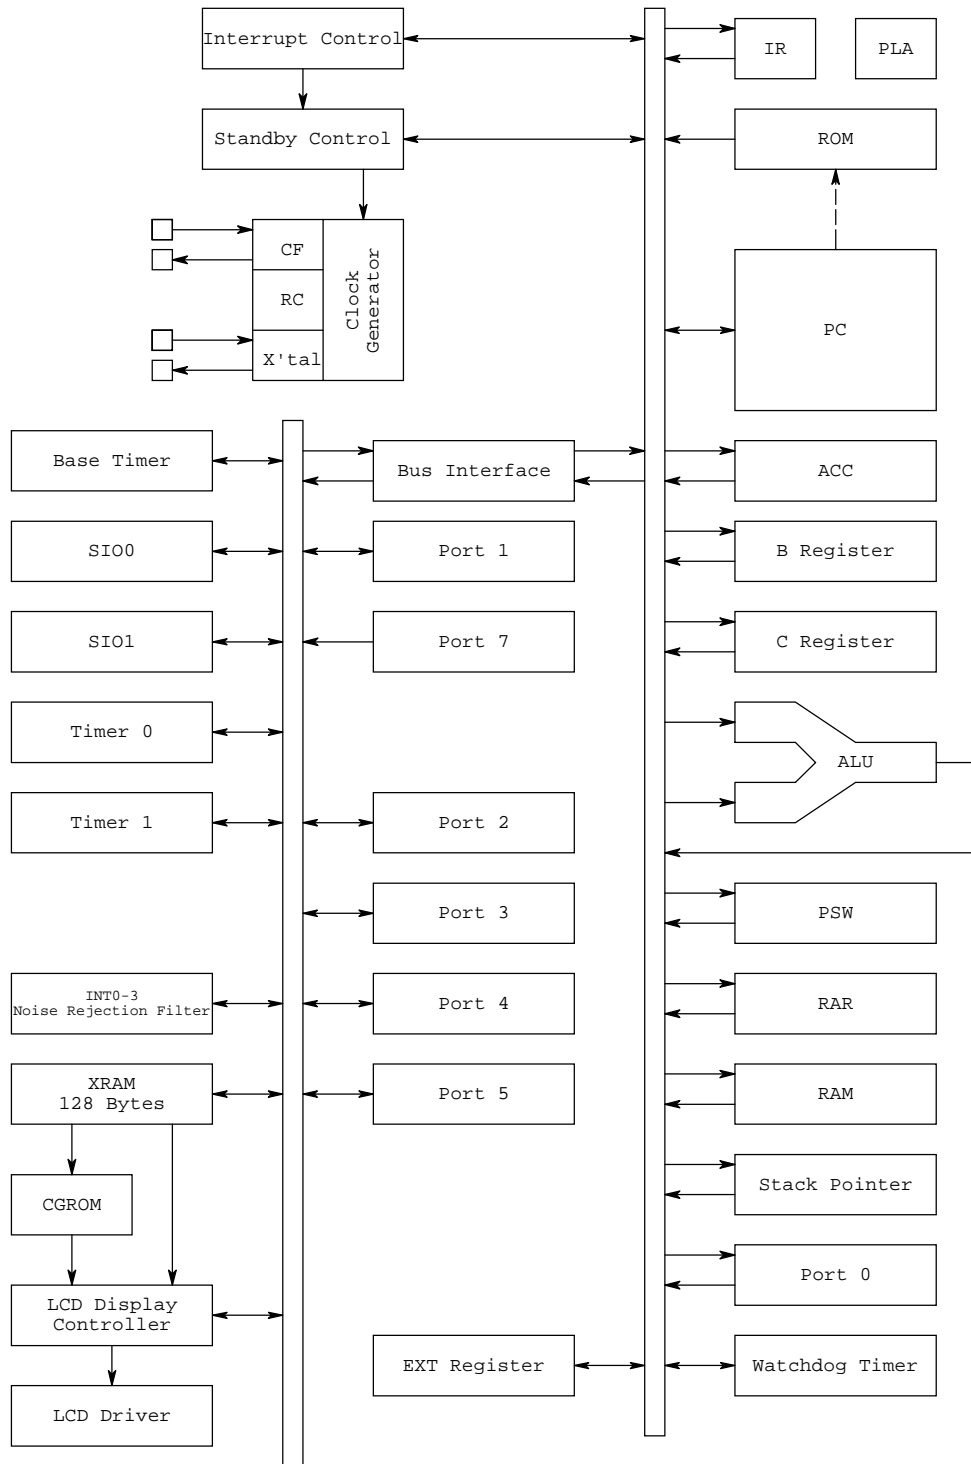 Interrupt Control
IR
PLA
Standby Control
ROM
CF
RC
X'tal
Clock
Generator
PC
Base Timer
Bus Interface
ACC
SIO0
Port 1
B Register
SIO1
Port 7
C Register
Timer 0
ALU
Timer 1
Port 2
Port 3
PSW
INT0-3
Noise Rejection Filter
Port 4
RAR
XRAM
128 Bytes
Port 5
RAM
CGROM
Stack Pointer
LCD Display
Controller
Port 0
EXT Register
Watchdog Timer
LCD Driver